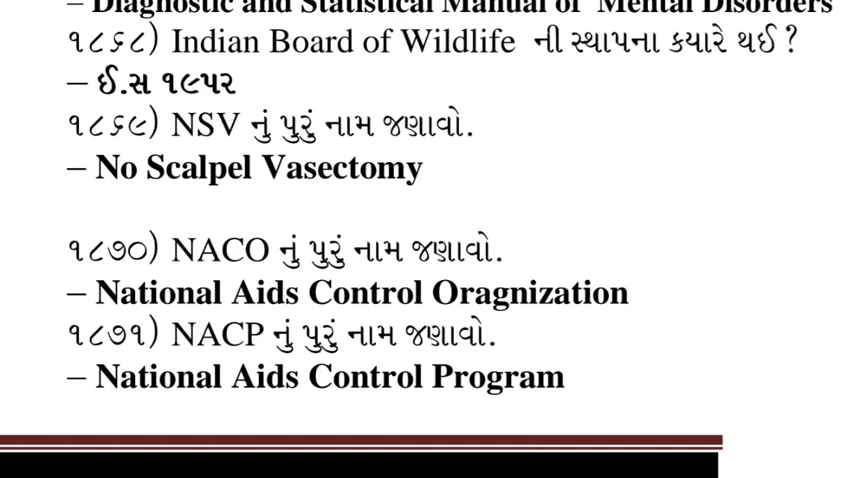 – Diagnostic and Statistical Manual of Mental Disorders
૧૮૬૮) Indian Board of Wildlife ની સ્થાપના કયારે થઈ ?
– ઈ.સ ૧૯૫૨
૧૮૬૯) NSV નું પુરું નામ જણાવો.
– No Scalpel Vasectomy
૧૮૭૦) NACO નું પુરું નામ જણાવો.
– National Aids Control Oragnization
૧૮૭૧) NACP નું પુરું નામ જણાવો.
– National Aids Control Program